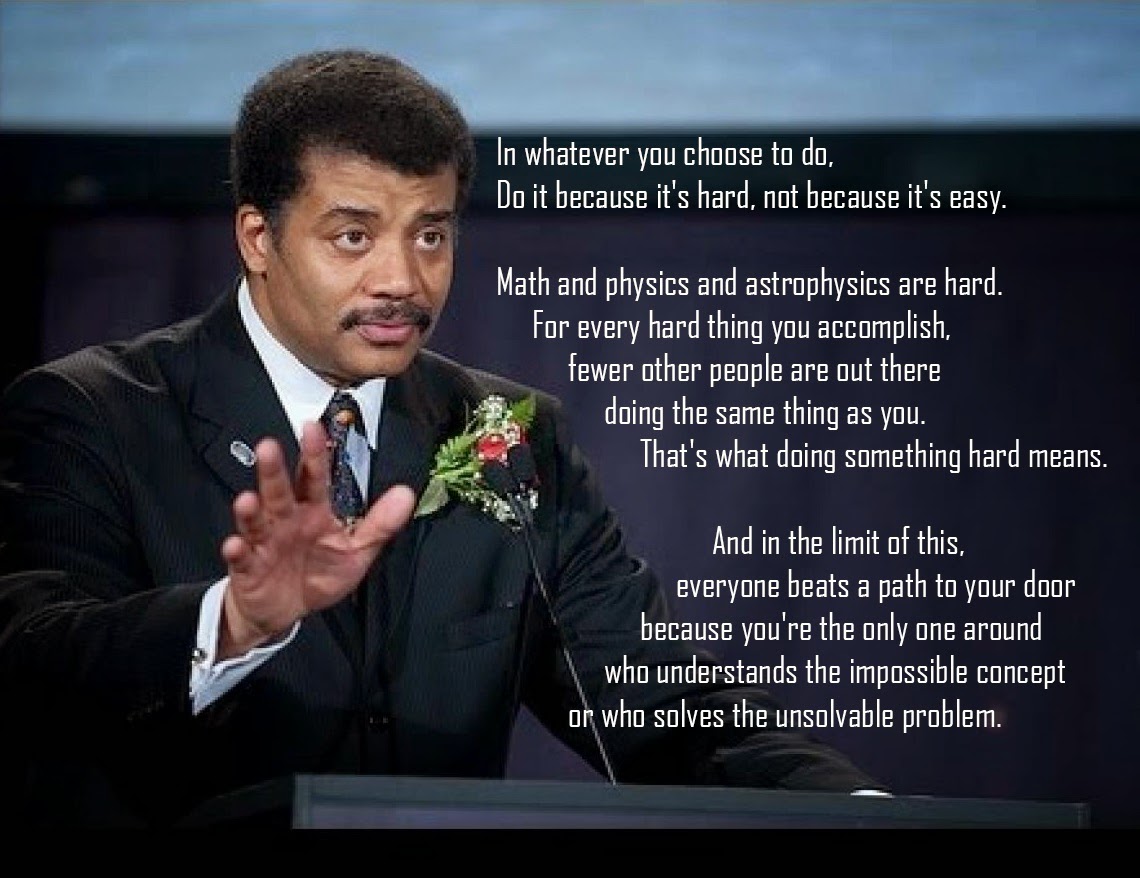 In whatever you choose to do,
Do it because it's hard, not because it's easy.
Math and physics and astrophysics are hard.
For every hard thing you accomplish,
fewer other people are out there
doing the same thing as you.
That's what doing something hard means.
And in the limit of this,
everyone beats a path to your door
because you're the only one around
who understands the impossible concept
or who solves the unsolvable problem.